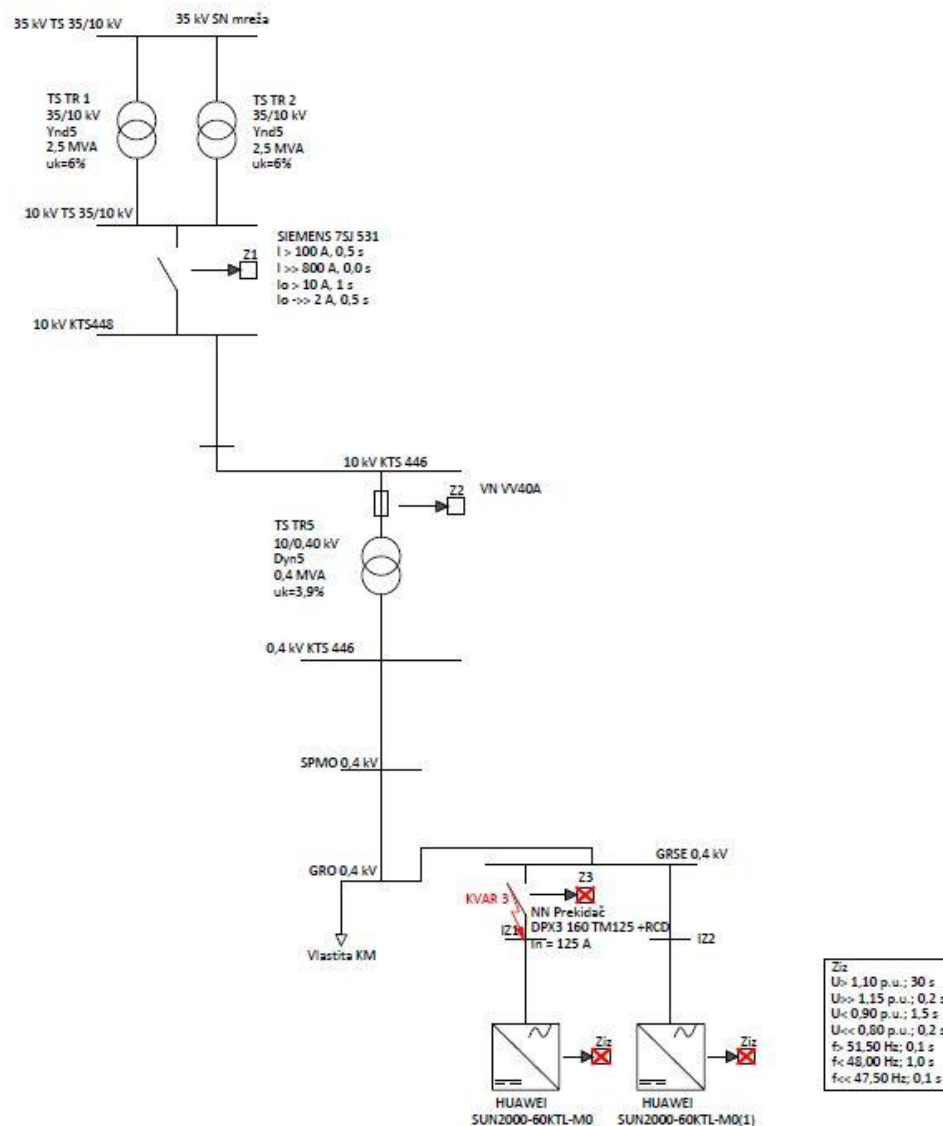 35 kV TS 35/10 kV
35 kV SN mreža
TS TR 1
35/10 kV
Ynd5
2,5 MVA
uk=6%
TS TR 2
35/10 kV
Ynd5
2,5 MVA
uk=6%
10 kV TS 35/10 kV
Z1
SIEMENS 7SJ 531
I > 100 A, 0,5 s
I >> 800 A, 0,0 s
Io > 10 A, 1 s
Io ->> 2 A, 0,5 s
10 kV KTS448
10 kV KTS 446
Z2
VN VV40A
TS TR5
10/0,40 kV
Dyn5
0,4 MVA
uk=3,9%
0,4 kV KTS 446
SPMO 0,4 kV
GRO 0,4 kV
GRSE 0,4 kV
Z3
KVAR 3
NN Prekidač
DPX3 160 TM125 +RCD
In = 125 A
IZ1
IZ2
Vlastita KM
Ziz
U> 1,10 p.u.; 30 s
U>> 1,15 p.u.; 0,2 s
U< 0,90 p.u.; 1,5 s
U<< 0,80 p.u.; 0,2 s
f> 51,50 Hz; 0,1 s
f< 48,00 Hz; 1,0 s
f<< 47,50 Hz; 0,1 s
Ziz
Ziz
HUAWEI
SUN2000-60KTL-M0
HUAWEI
SUN2000-60KTL-M0(1)